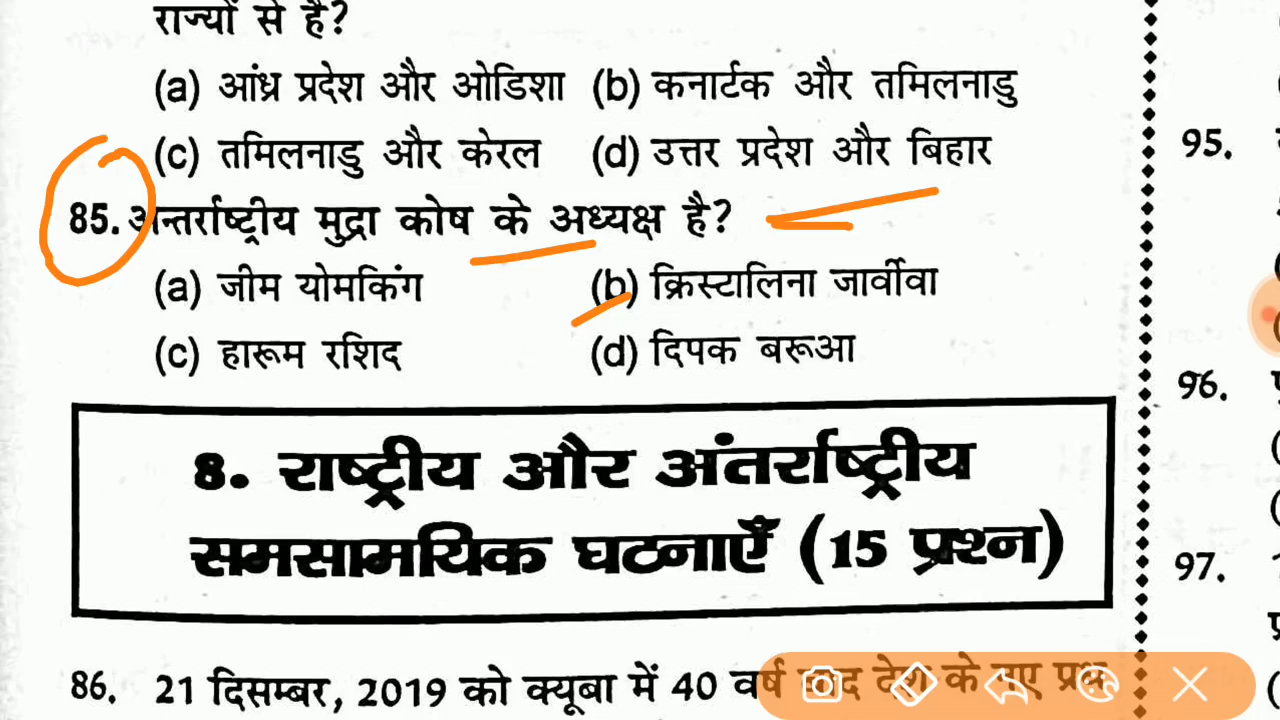 राज्यों से है?
(a) आंध्र प्रदेश और ओडिशा (b) कनार्टक और तमिलनाडु
(c) तमिलनाडु और केरल (d) उत्तर प्रदेश और बिहार
85. अन्तर्राष्ट्रीय मुद्रा कोष के अध्यक्ष है?
(a) जीम योमकिंग (b) क्रिस्टालिना जार्वीवा
(c) हारूम रशिद (d) दिपक बरूआ
8. राष्ट्रीय और अंतर्राष्ट्रीय
समसामयिक घटनाएँ (15 प्रश्न)
86. 21 दिसम्बर, 2019 को क्यूबा में 40 वर्ष बाद देश के नए
95.
96.
97.